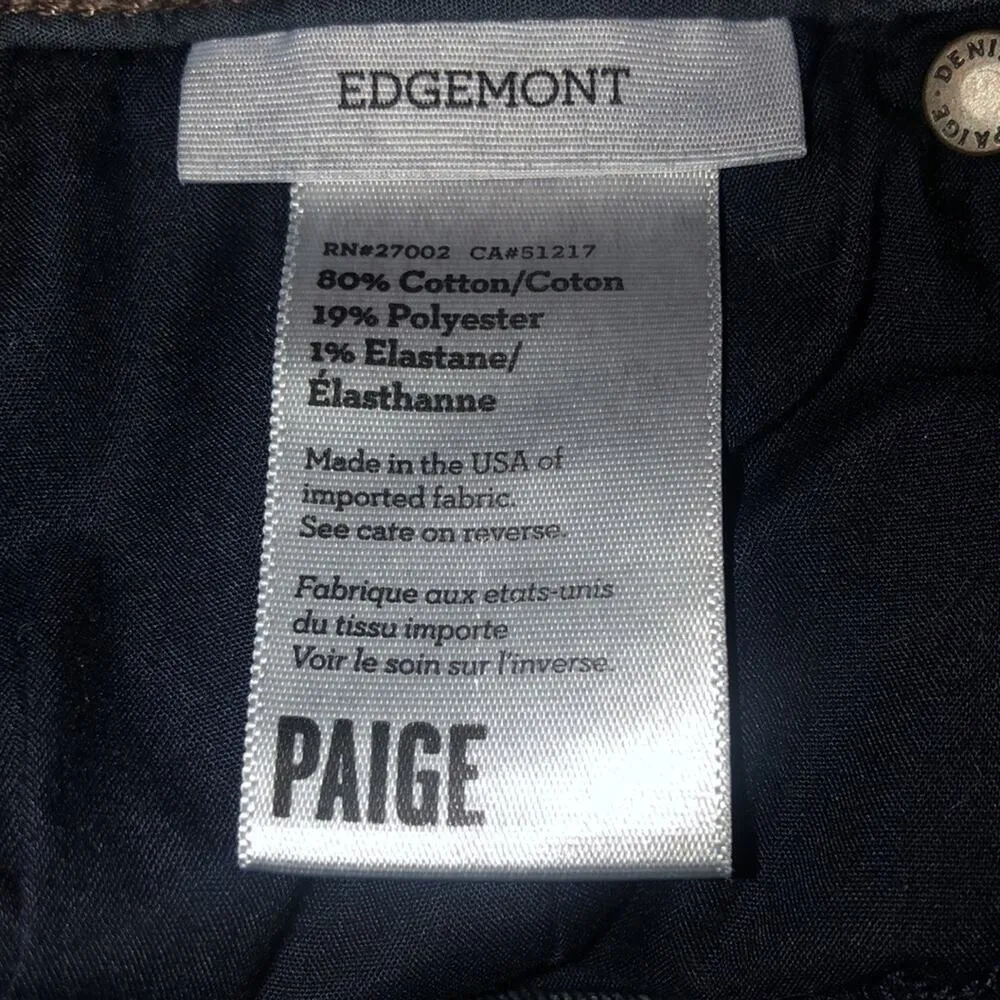 EDGEMONT
RN#27002 CA#51217
80% Cotton/Coton
19% Polyester
1% Elastane/
Élasthanne
Made in the USA of
imported fabric.
See care on reverse.
Fabrique aux etats-unis
du tissu importe
Voir le soin sur l'inverse.
PAIGE
PAIGE